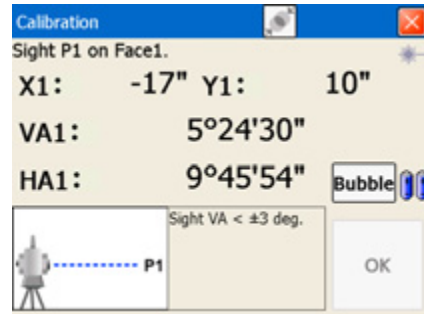 Calibration
Sight P1 on Face1.
X1: -17" Y1: 10"
VA1: 5°24'30"
HA1: 9°45'54"
Bubble
Sight VA < ±3 deg.
P1
OK